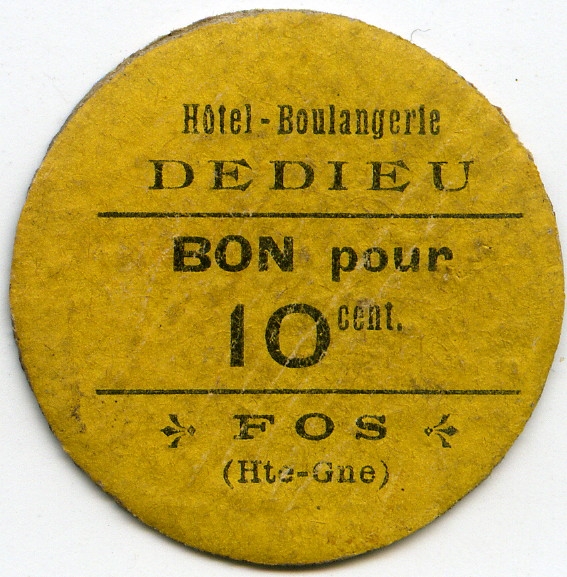 Hôtel-Boulangerie
DEDIEU
BON pour
10 cent.
FOS
(Hte-Gne)